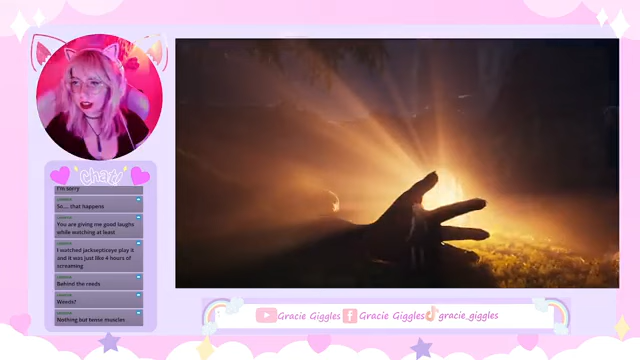 Chat!
I'm sorry
So.... that happens
You are giving me good laughs
while watching at least
I watched jacksepticeye play it
and it was just like 4 hours of
screaming
Behind the reeds
Weeds?
Nothing but tense muscles
Gracie Giggles Gracie Giggles gracie_giggles